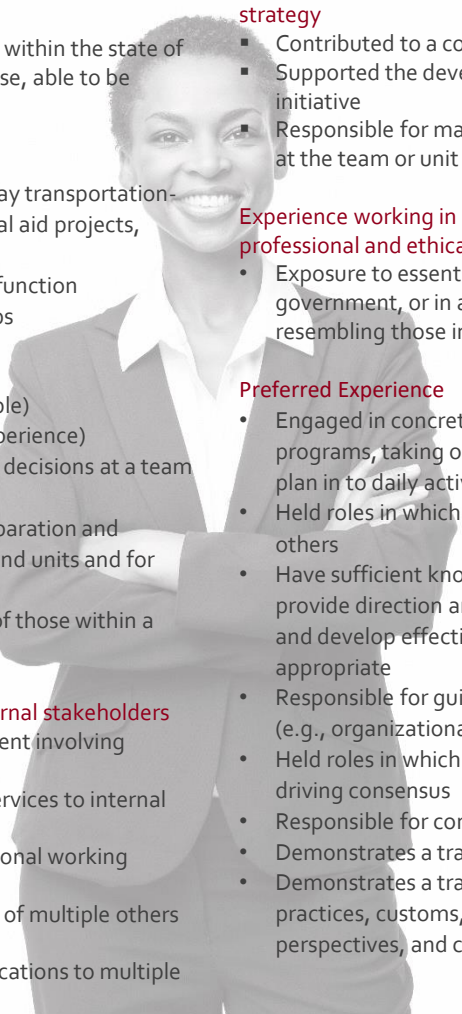 within the state of
se, able to be
ay transportation-
al aid projects,
function
os
ole)
perience)
decisions at a team
paration and
nd units and for
of those within a
rnal stakeholders
ent involving
ervices to internal
onal working
of multiple others
cations to multiple
strategy
▪ Contributed to a co
▪ Supported the deve
initiative
▪ Responsible for ma
at the team or unit
Experience working in
professional and ethica
• Exposure to essent
government, or in a
resembling those in
Preferred Experience
• Engaged in concret
programs, taking o
plan in to daily activ
• Held roles in which
others
• Have sufficient kno
provide direction an
and develop effecti
appropriate
• Responsible for gui
(e.g., organizationa
• Held roles in which
driving consensus
• Responsible for con
• Demonstrates a tra
• Demonstrates a tra
practices, customs,
perspectives, and c